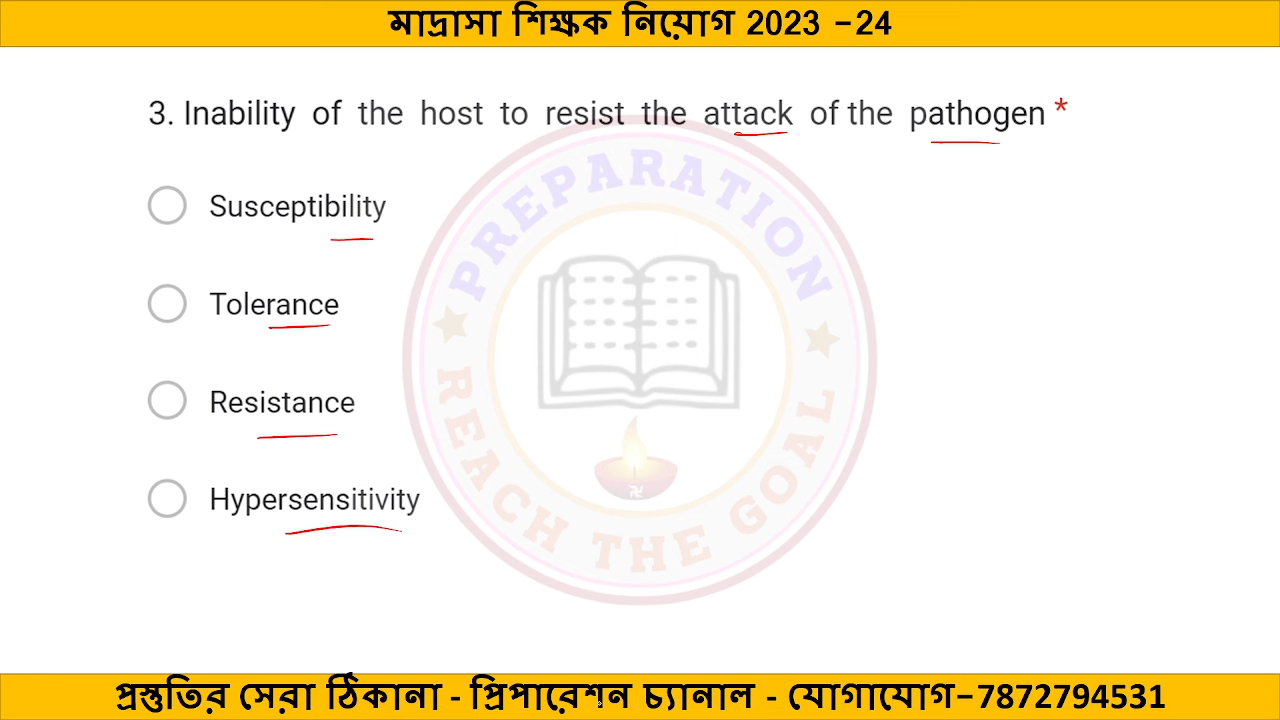 মাদ্রাসা শিক্ষক নিয়োগ 2023 -24
3. Inability of the host to resist the attack of the pathogen *
Susceptibility
Tolerance
Resistance
Hypersensitivity
PREPARATION
REACH THE GOAL
প্রস্তুতির সেরা ঠিকানা - প্রিপারেশন চ্যানাল - যোগাযোগ-7872794531